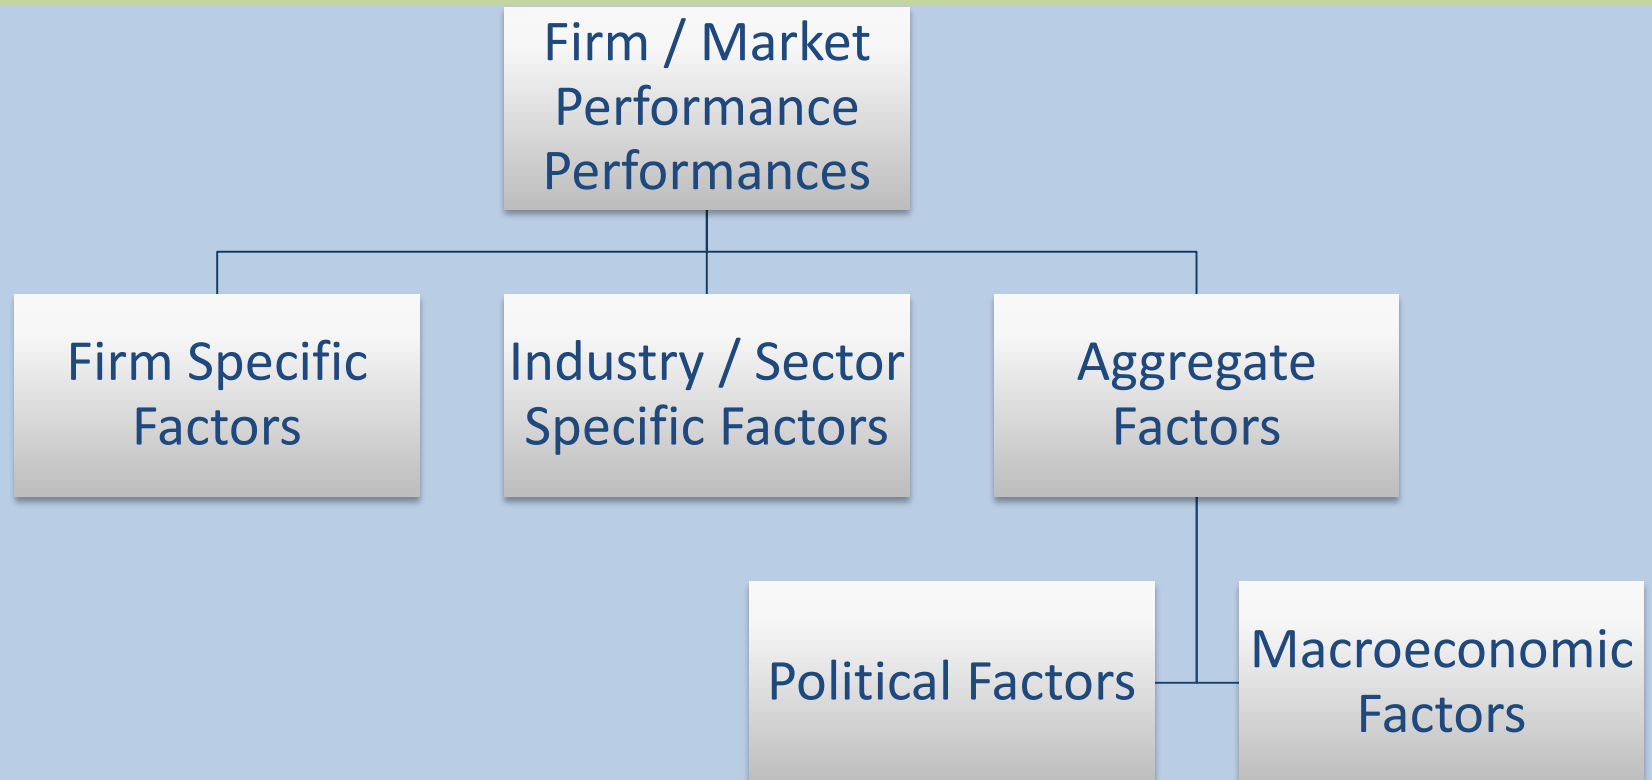 Firm / Market
Performance
Performances
Firm Specific
Factors
Industry / Sector
Specific Factors
Aggregate
Factors
Political Factors
Macroeconomic
Factors